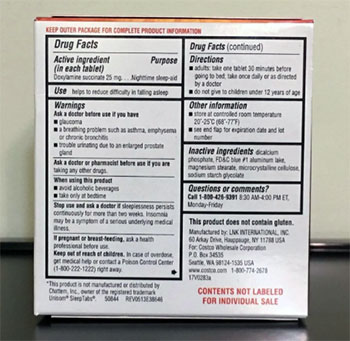 KEEP OUTER PACKAGE FOR COMPLETE PRODUCT INFORMATION
Drug Facts
Active ingredient Purpose
(in each tablet)
Doxylamine succinate 25 mg. . . .Nighttime sleep-aid
Use helps to reduce difficulty in falling asleep
Warnings
Ask a doctor before use if you have
■ glaucoma
■ a breathing problem such as asthma, emphysema
or chronic bronchitis
■ trouble urinating due to an enlarged prostate
gland
Ask a doctor or pharmacist before use if you are
taking any other drugs.
When using this product
■ avoid alcoholic beverages
■ take only at bedtime
Stop use and ask a doctor if sleeplessness persists
continuously for more than two weeks. Insomnia
may be a symptom of a serious underlying medical
illness.
If pregnant or breast-feeding, ask a health
professional before use.
Keep out of reach of children. In case of overdose,
get medical help or contact a Poison Control Center
(1-800-222-1222) right away.
*This product is not manufactured or distributed by
Chattem, Inc., owner of the registered trademark
Unisom® SleepTabs®. 50844 REV0513E38646
Drug Facts (continued)
Directions
■ adults: take one tablet 30 minutes before
going to bed; take once daily or as directed
by a doctor
■ do not give to children under 12 years of age
Other information
■ store at controlled room temperature
20°-25°C (68°-77°F)
■ see end flap for expiration date and lot
number
Inactive ingredients dicalcium
phosphate, FD&C blue #1 aluminum lake,
magnesium stearate, microcrystalline cellulose,
sodium starch glycolate
Questions or comments?
Call 1-800-426-9391 8:30 AM-4:00 PM ET,
Monday-Friday
This product does not contain gluten.
Manufactured by: LNK INTERNATIONAL, INC.
60 Arkay Drive, Hauppauge, NY 11788 USA
For: Costco Wholesale Corporation
P.O. Box 34535
Seattle, WA 98124-1535 USA
www.costco.com 1-800-774-2678
17V0283a
CONTENTS NOT LABELED
FOR INDIVIDUAL SALE